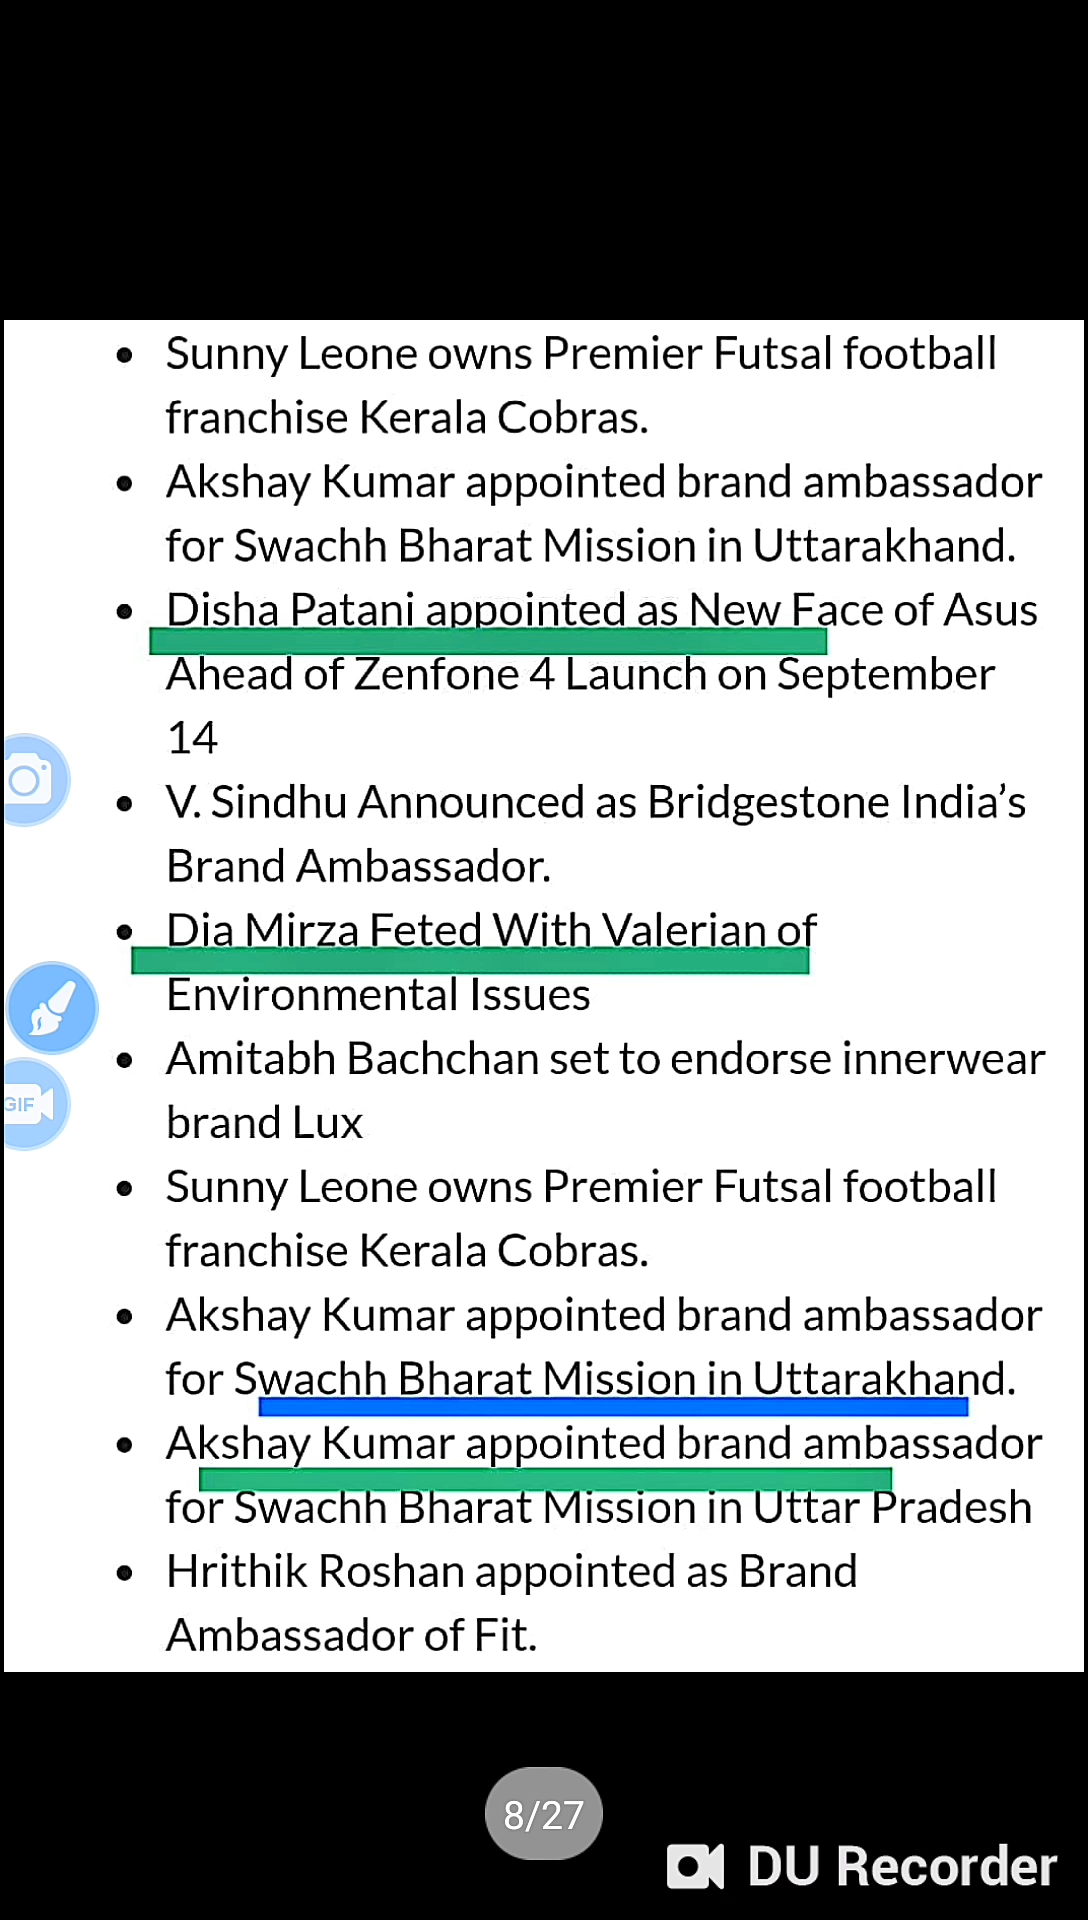 Sunny Leone owns Premier Futsal football
franchise Kerala Cobras.
Akshay Kumar appointed brand ambassador
for Swachh Bharat Mission in Uttarakhand.
Disha Patani appointed as New Face of Asus
Ahead of Zenfone 4 Launch on September
14
V. Sindhu Announced as Bridgestone India's
Brand Ambassador.
Dia Mirza Feted With Valerian of
Environmental Issues
Amitabh Bachchan set to endorse innerwear
brand Lux
Sunny Leone owns Premier Futsal football
franchise Kerala Cobras.
Akshay Kumar appointed brand ambassador
for Swachh Bharat Mission in Uttarakhand.
Akshay Kumar appointed brand ambassador
for Swachh Bharat Mission in Uttar Pradesh
Hrithik Roshan appointed as Brand
Ambassador of Fit.
GIF
8/27
DU Recorder